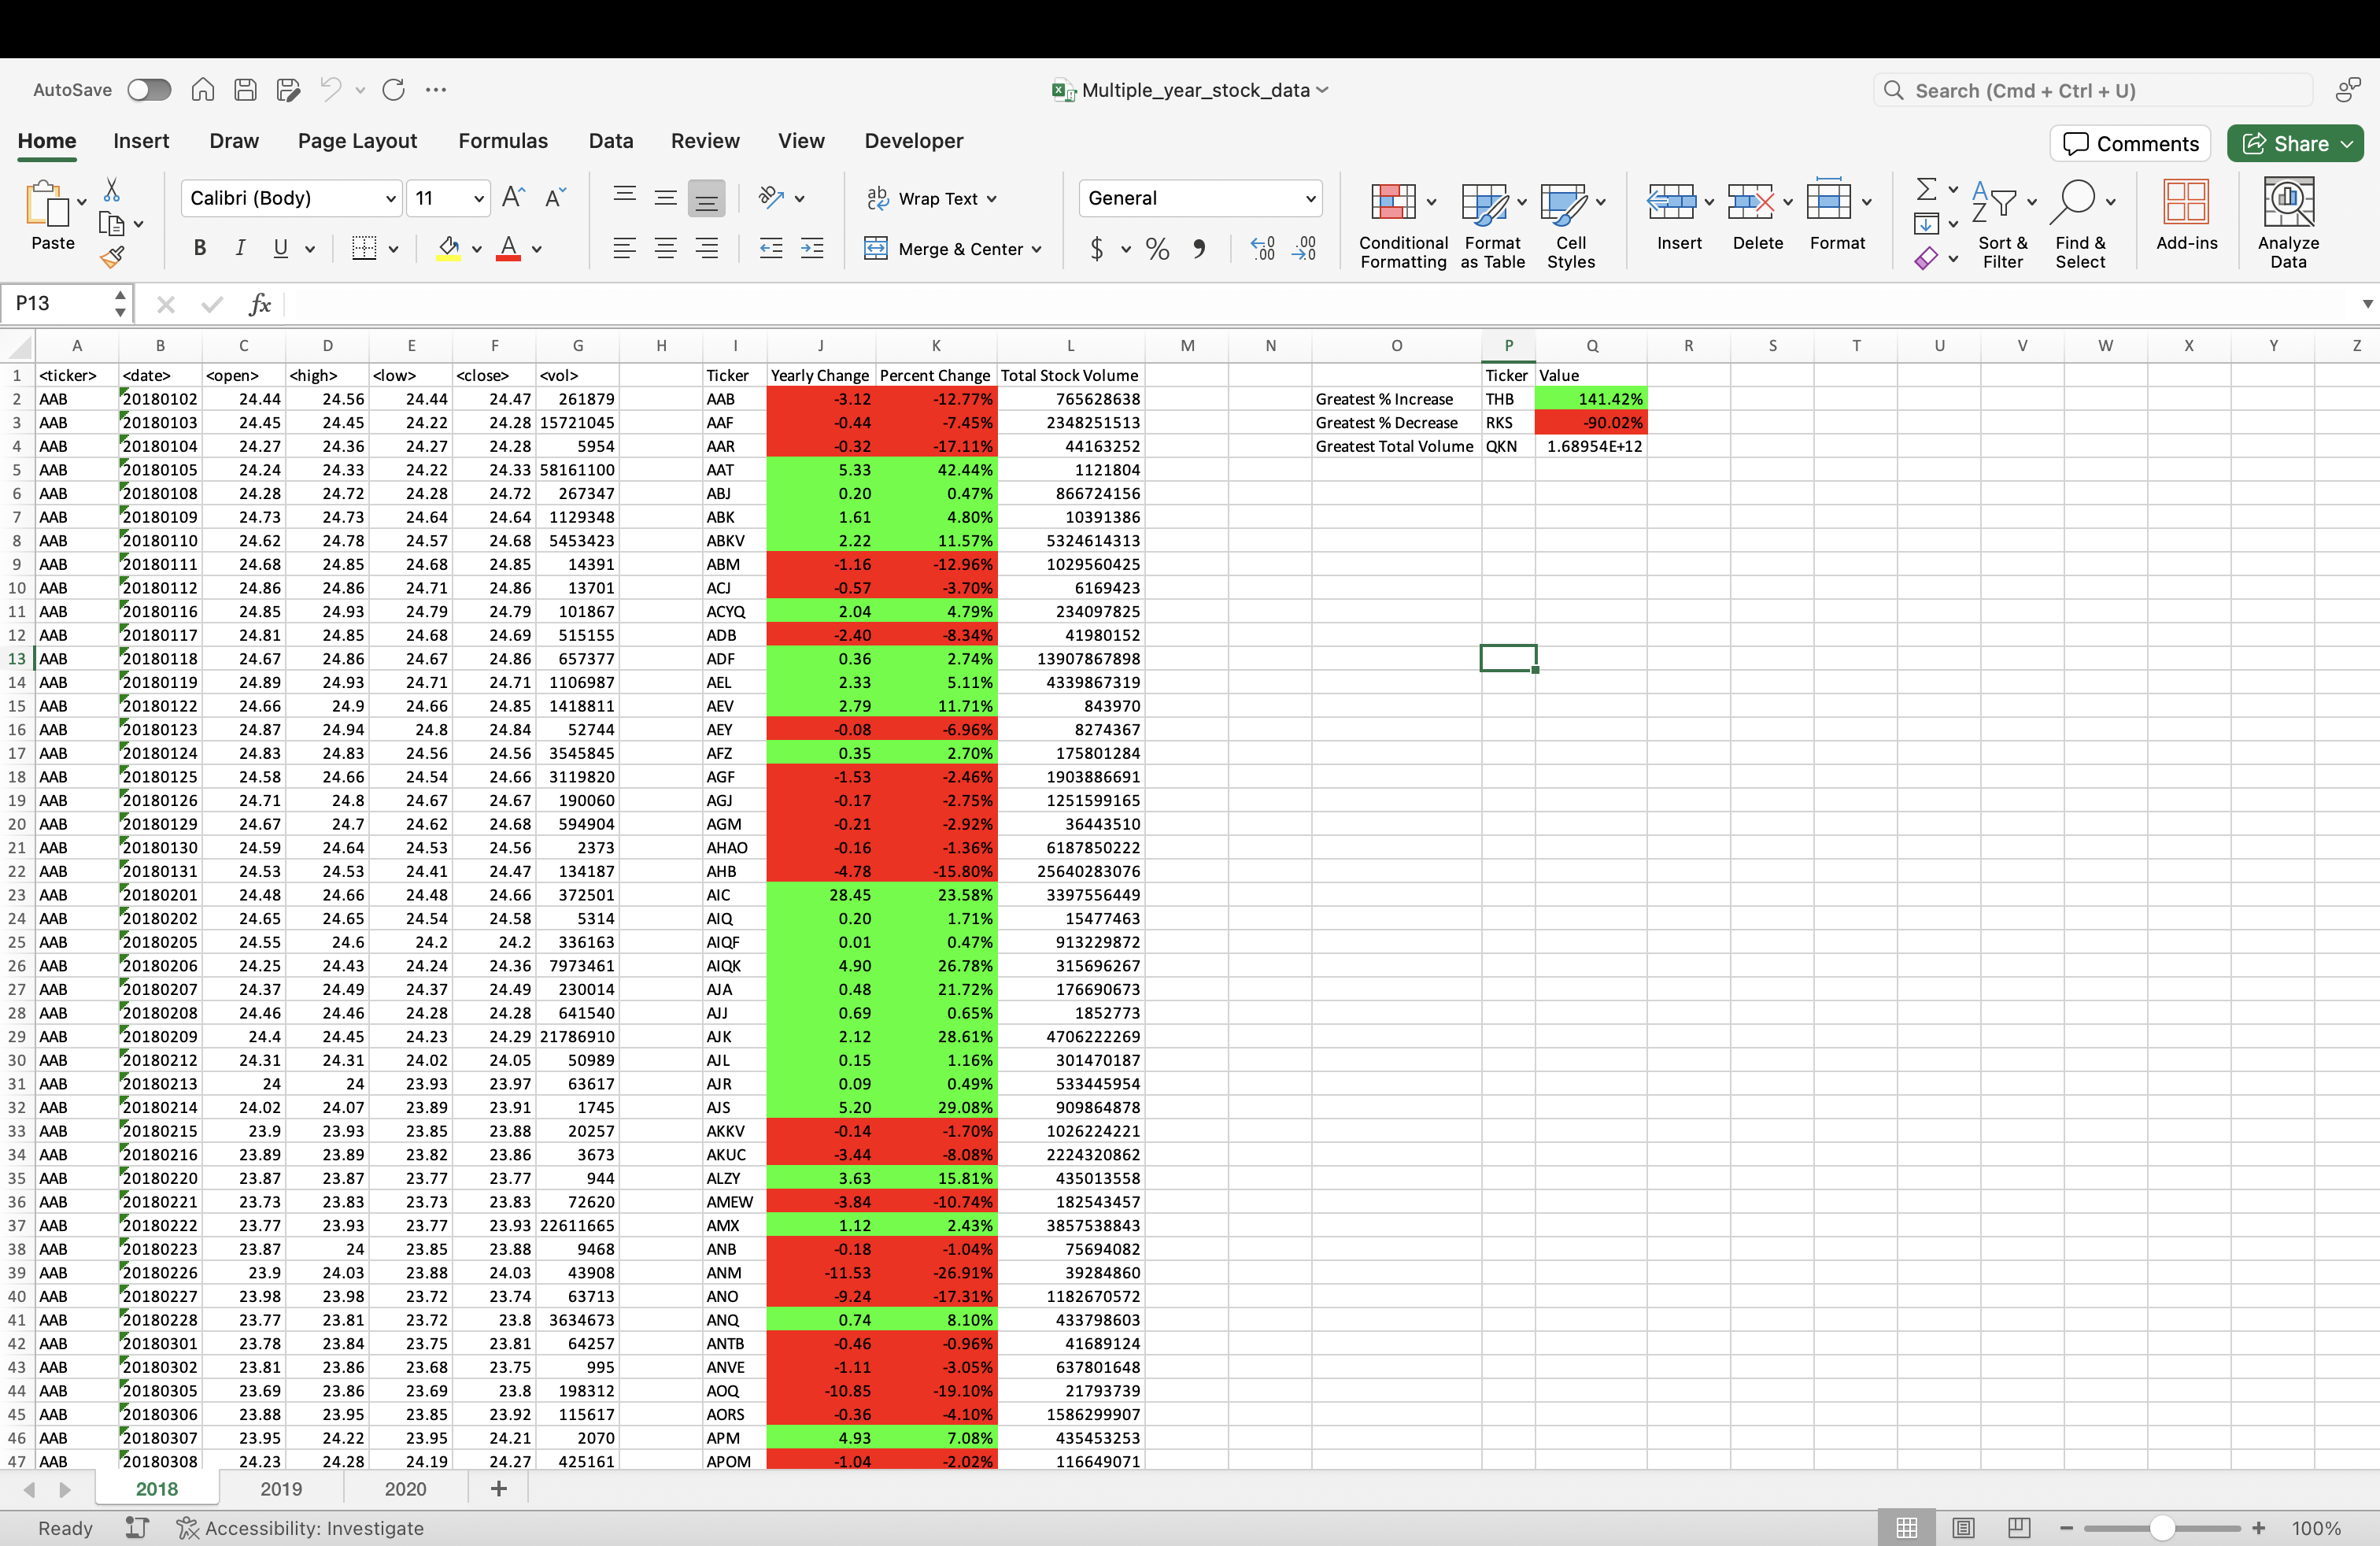 AutoSave Multiple_year_stock_data Search (Cmd + Ctrl + U)
Home Insert Draw Page Layout Formulas Data Review View Developer Comments Share
Paste Calibri (Body) 11 Wrap Text General Conditional Formatting Format as Table Cell Styles Insert Delete Format Sort & Filter Find & Select Add-ins Analyze Data
B I U Merge & Center $ %
P13 fx
A B C D E F G H I J K L M N O P Q R S T U V W X Y Z
1 <ticker> <date> <open> <high> <low> <close> <vol> Ticker Yearly Change Percent Change Total Stock Volume Ticker Value
2 AAB 20180102 24.44 24.56 24.44 24.47 261879 AAB -3.12 -12.77% 765628638 Greatest % Increase THB 141.42%
3 AAB 20180103 24.45 24.45 24.22 24.28 15721045 AAF -0.44 -7.45% 2348251513 Greatest % Decrease RKS -90.02%
4 AAB 20180104 24.27 24.36 24.27 24.28 5954 AAR -0.32 -17.11% 44163252 Greatest Total Volume QKN 1.68954E+12
5 AAB 20180105 24.24 24.33 24.22 24.33 58161100 AAT 5.33 42.44% 1121804
6 AAB 20180108 24.28 24.72 24.28 24.72 267347 ABJ 0.20 0.47% 866724156
7 AAB 20180109 24.73 24.73 24.64 24.64 1129348 ABK 1.61 4.80% 10391386
8 AAB 20180110 24.62 24.78 24.57 24.68 5453423 ABKV 2.22 11.57% 5324614313
9 AAB 20180111 24.68 24.85 24.68 24.85 14391 ABM -1.16 -12.96% 1029560425
10 AAB 20180112 24.86 24.86 24.71 24.86 13701 ACJ -0.57 -3.70% 6169423
11 AAB 20180116 24.85 24.93 24.79 24.79 101867 ACYQ 2.04 4.79% 234097825
12 AAB 20180117 24.81 24.85 24.68 24.69 515155 ADB -2.40 -8.34% 41980152
13 AAB 20180118 24.67 24.86 24.67 24.86 657377 ADF 0.36 2.74% 13907867898
14 AAB 20180119 24.89 24.93 24.71 24.71 1106987 AEL 2.33 5.11% 4339867319
15 AAB 20180122 24.66 24.9 24.66 24.85 1418811 AEV 2.79 11.71% 843970
16 AAB 20180123 24.87 24.94 24.8 24.84 52744 AEY -0.08 -6.96% 8274367
17 AAB 20180124 24.83 24.83 24.56 24.56 3545845 AFZ 0.35 2.70% 175801284
18 AAB 20180125 24.58 24.66 24.54 24.66 3119820 AGF -1.53 -2.46% 1903886691
19 AAB 20180126 24.71 24.8 24.67 24.67 190060 AGJ -0.17 -2.75% 1251599165
20 AAB 20180129 24.67 24.7 24.62 24.68 594904 AGM -0.21 -2.92% 36443510
21 AAB 20180130 24.59 24.64 24.53 24.56 2373 AHAO -0.16 -1.36% 6187850222
22 AAB 20180131 24.53 24.53 24.41 24.47 134187 AHB -4.78 -15.80% 25640283076
23 AAB 20180201 24.48 24.66 24.48 24.66 372501 AIC 28.45 23.58% 3397556449
24 AAB 20180202 24.65 24.65 24.54 24.58 5314 AIQ 0.20 1.71% 15477463
25 AAB 20180205 24.55 24.6 24.2 24.2 336163 AIQF 0.01 0.47% 913229872
26 AAB 20180206 24.25 24.43 24.24 24.36 7973461 AIQK 4.90 26.78% 315696267
27 AAB 20180207 24.37 24.49 24.37 24.49 230014 AJA 0.48 21.72% 176690673
28 AAB 20180208 24.46 24.46 24.28 24.28 641540 AJJ 0.69 0.65% 1852773
29 AAB 20180209 24.4 24.45 24.23 24.29 21786910 AJK 2.12 28.61% 4706222269
30 AAB 20180212 24.31 24.31 24.02 24.05 50989 AJL 0.15 1.16% 301470187
31 AAB 20180213 24 24 23.93 23.97 63617 AJR 0.09 0.49% 533445954
32 AAB 20180214 24.02 24.07 23.89 23.91 1745 AJS 5.20 29.08% 909864878
33 AAB 20180215 23.9 23.93 23.85 23.88 20257 AKKV -0.14 -1.70% 1026224221
34 AAB 20180216 23.89 23.89 23.82 23.86 3673 AKUC -3.44 -8.08% 2224320862
35 AAB 20180220 23.87 23.87 23.77 23.77 944 ALZY 3.63 15.81% 435013558
36 AAB 20180221 23.73 23.83 23.73 23.83 72620 AMEW -3.84 -10.74% 182543457
37 AAB 20180222 23.77 23.93 23.77 23.93 22611665 AMX 1.12 2.43% 3857538843
38 AAB 20180223 23.87 24 23.85 23.88 9468 ANB -0.18 -1.04% 75694082
39 AAB 20180226 23.9 24.03 23.88 24.03 43908 ANM -11.53 -26.91% 39284860
40 AAB 20180227 23.98 23.98 23.72 23.74 63713 ANO -9.24 -17.31% 1182670572
41 AAB 20180228 23.77 23.81 23.72 23.8 3634673 ANQ 0.74 8.10% 433798603
42 AAB 20180301 23.78 23.84 23.75 23.81 64257 ANTB -0.46 -0.96% 41689124
43 AAB 20180302 23.81 23.86 23.68 23.75 995 ANVE -1.11 -3.05% 637801648
44 AAB 20180305 23.69 23.86 23.69 23.8 198312 AOQ -10.85 -19.10% 21793739
45 AAB 20180306 23.88 23.95 23.85 23.92 115617 AORS -0.36 -4.10% 1586299907
46 AAB 20180307 23.95 24.22 23.95 24.21 2070 APM 4.93 7.08% 435453253
47 AAB 20180308 24.23 24.28 24.19 24.27 425161 APOM -1.04 -2.02% 116649071
2018 2019 2020 +
Ready Accessibility: Investigate 100%